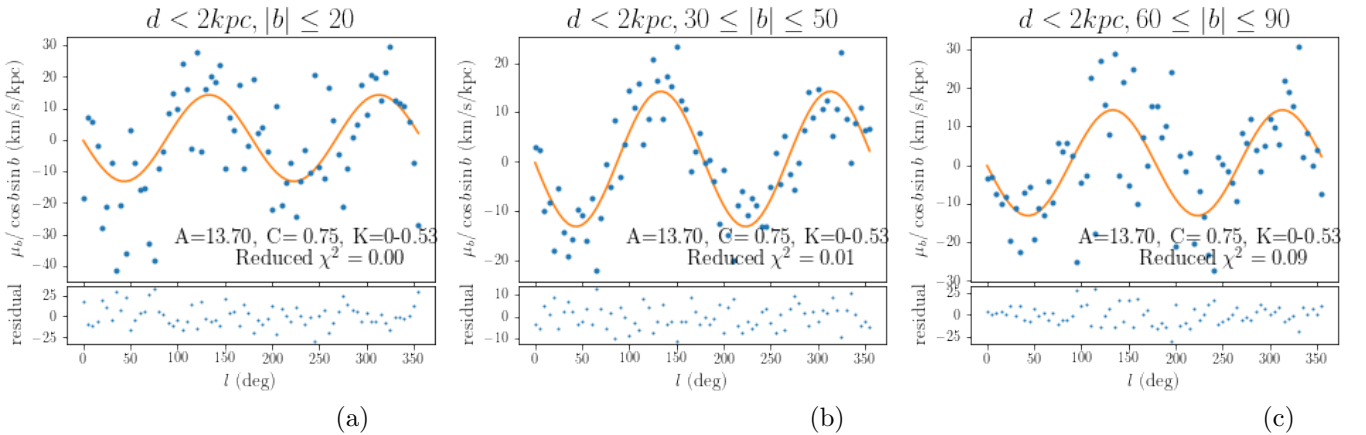 d < 2kpc, |b| ≤ 20
30
20
10
0
−10
−20
−30
−40
μ_b / cos b sin b (km/s/kpc)
A=13.70, C= 0.75, K=0-0.53
Reduced χ² = 0.00
25
0
−25
residual
0 50 100 150 200 250 300 350
l (deg)
(a)
d < 2kpc, 30 ≤ |b| ≤ 50
20
10
0
−10
−20
μ_b / cos b sin b (km/s/kpc)
A=13.70, C= 0.75, K=0-0.53
Reduced χ² = 0.01
10
0
10
residual
0 50 100 150 200 250 300 350
l (deg)
(b)
d < 2kpc, 60 ≤ |b| ≤ 90
30
20
10
0
−10
−20
−30
μ_b / cos b sin b (km/s/kpc)
A=13.70, C= 0.75, K=0-0.53
Reduced χ² = 0.09
25
0
−25
residual
0 50 100 150 200 250 300 350
l (deg)
(c)